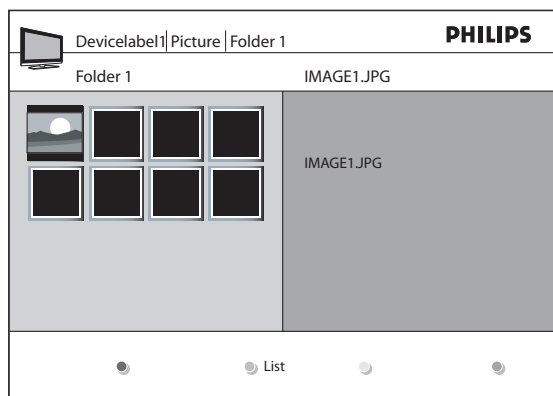 Devicelabel1 Picture Folder 1 PHILIPS
Folder 1 IMAGE1.JPG
IMAGE1.JPG
List